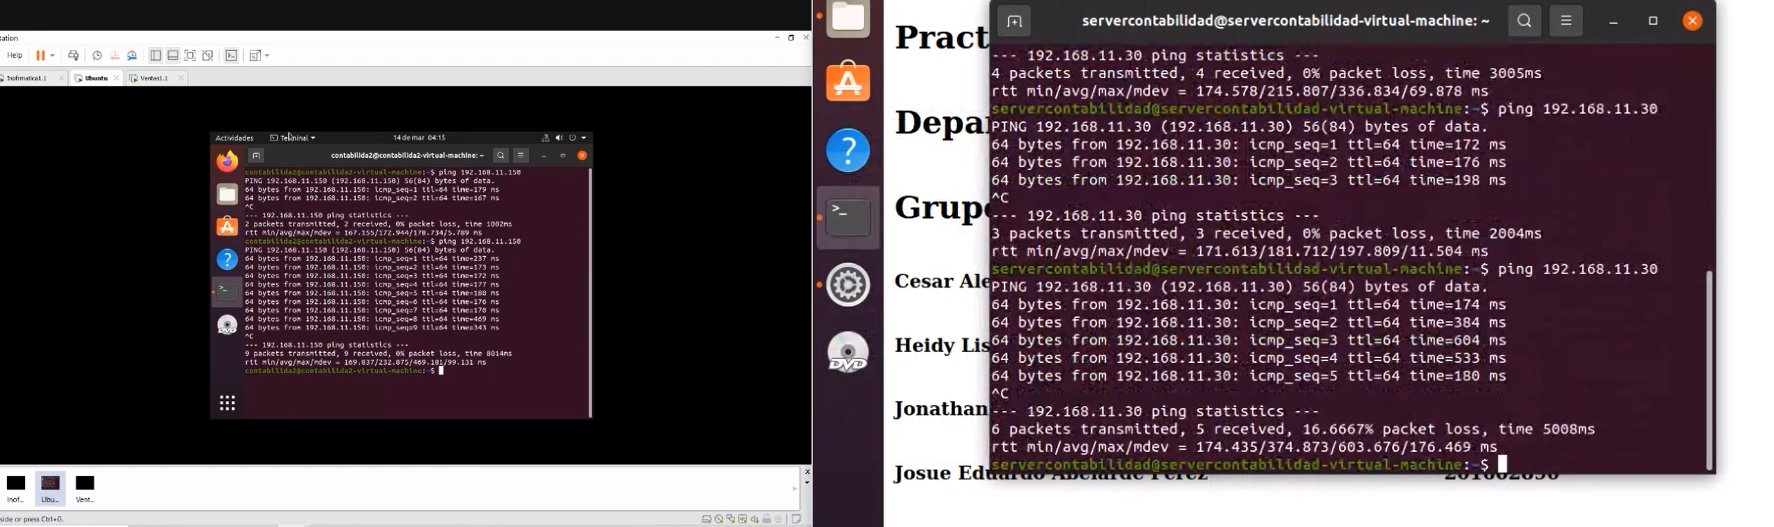 tation
Help
Inofrmatica1.1
Ubuntu
Ventas1.1
Actividades
Terminal
14 de mar 04:15
contabilida2@contabilida2-virtual-machine: ~
contabilida2@contabilida2-virtual-machine:~$ ping 192.168.11.150
PING 192.168.11.150 (192.168.11.150) 56(84) bytes of data.
64 bytes from 192.168.11.150: icmp_seq=1 ttl=64 time=179 ms
64 bytes from 192.168.11.150: icmp_seq=2 ttl=64 time=167 ms
^C
--- 192.168.11.150 ping statistics ---
2 packets transmitted, 2 received, 0% packet loss, time 1002ms
rtt min/avg/max/mdev = 167.155/172.944/178.734/5.789 ms
contabilida2@contabilida2-virtual-machine:~$ ping 192.168.11.150
PING 192.168.11.150 (192.168.11.150) 56(84) bytes of data.
64 bytes from 192.168.11.150: icmp_seq=1 ttl=64 time=237 ms
64 bytes from 192.168.11.150: icmp_seq=2 ttl=64 time=173 ms
64 bytes from 192.168.11.150: icmp_seq=3 ttl=64 time=172 ms
64 bytes from 192.168.11.150: icmp_seq=4 ttl=64 time=177 ms
64 bytes from 192.168.11.150: icmp_seq=5 ttl=64 time=180 ms
64 bytes from 192.168.11.150: icmp_seq=6 ttl=64 time=176 ms
64 bytes from 192.168.11.150: icmp_seq=7 ttl=64 time=170 ms
64 bytes from 192.168.11.150: icmp_seq=8 ttl=64 time=469 ms
64 bytes from 192.168.11.150: icmp_seq=9 ttl=64 time=343 ms
^C
--- 192.168.11.150 ping statistics ---
9 packets transmitted, 9 received, 0% packet loss, time 8014ms
rtt min/avg/max/mdev = 169.837/232.875/469.181/99.131 ms
contabilida2@contabilida2-virtual-machine:~$
Inof...
Ubu...
Vent...
side or press Ctrl+G.
DVD
Pract
Depa
Grup
Cesar Ale
Heidy Lis
Jonathan
Josue Eduardo Abelardo Perez
servercontabilidad@servercontabilidad-virtual-machine: ~
--- 192.168.11.30 ping statistics ---
4 packets transmitted, 4 received, 0% packet loss, time 3005ms
rtt min/avg/max/mdev = 174.578/215.807/336.834/69.878 ms
servercontabilidad@servercontabilidad-virtual-machine:~$ ping 192.168.11.30
PING 192.168.11.30 (192.168.11.30) 56(84) bytes of data.
64 bytes from 192.168.11.30: icmp_seq=1 ttl=64 time=172 ms
64 bytes from 192.168.11.30: icmp_seq=2 ttl=64 time=176 ms
64 bytes from 192.168.11.30: icmp_seq=3 ttl=64 time=198 ms
^C
--- 192.168.11.30 ping statistics ---
3 packets transmitted, 3 received, 0% packet loss, time 2004ms
rtt min/avg/max/mdev = 171.613/181.712/197.809/11.504 ms
servercontabilidad@servercontabilidad-virtual-machine:~$ ping 192.168.11.30
PING 192.168.11.30 (192.168.11.30) 56(84) bytes of data.
64 bytes from 192.168.11.30: icmp_seq=1 ttl=64 time=174 ms
64 bytes from 192.168.11.30: icmp_seq=2 ttl=64 time=384 ms
64 bytes from 192.168.11.30: icmp_seq=3 ttl=64 time=604 ms
64 bytes from 192.168.11.30: icmp_seq=4 ttl=64 time=533 ms
64 bytes from 192.168.11.30: icmp_seq=5 ttl=64 time=180 ms
^C
--- 192.168.11.30 ping statistics ---
6 packets transmitted, 5 received, 16.6667% packet loss, time 5008ms
rtt min/avg/max/mdev = 174.435/374.873/603.676/176.469 ms
servercontabilidad@servercontabilidad-virtual-machine:~$